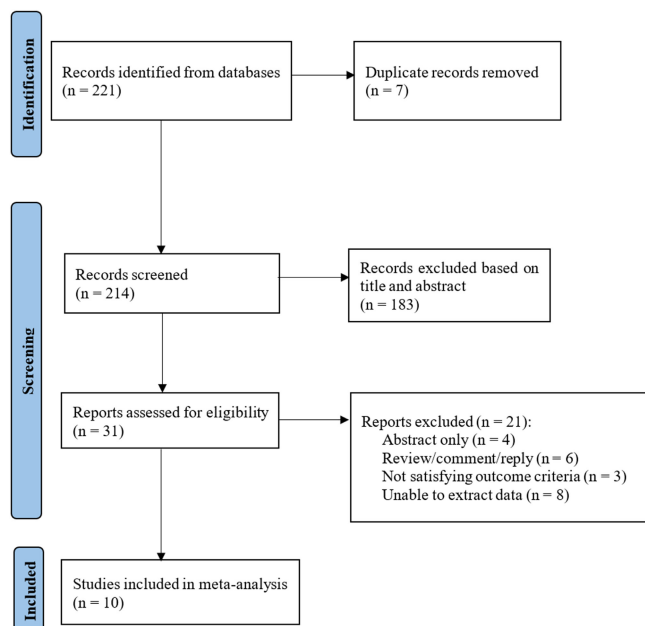 Identification
Records identified from databases
(n = 221)
Duplicate records removed
(n = 7)
Screening
Records screened
(n = 214)
Records excluded based on
title and abstract
(n = 183)
Reports assessed for eligibility
(n = 31)
Reports excluded (n = 21):
Abstract only (n = 4)
Review/comment/reply (n = 6)
Not satisfying outcome criteria (n = 3)
Unable to extract data (n = 8)
Included
Studies included in meta-analysis
(n = 10)